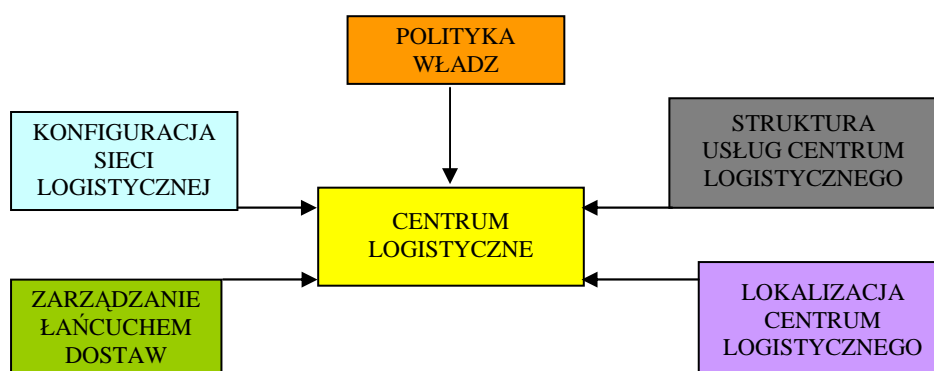 POLITYKA
WŁADZ
KONFIGURACJA
SIECI
LOGISTYCZNEJ
STRUKTURA
USŁUG CENTRUM
LOGISTYCZNEGO
CENTRUM
LOGISTYCZNE
ZARZĄDZANIE
ŁAŃCUCHEM
DOSTAW
LOKALIZACJA
CENTRUM
LOGISTYCZNEGO